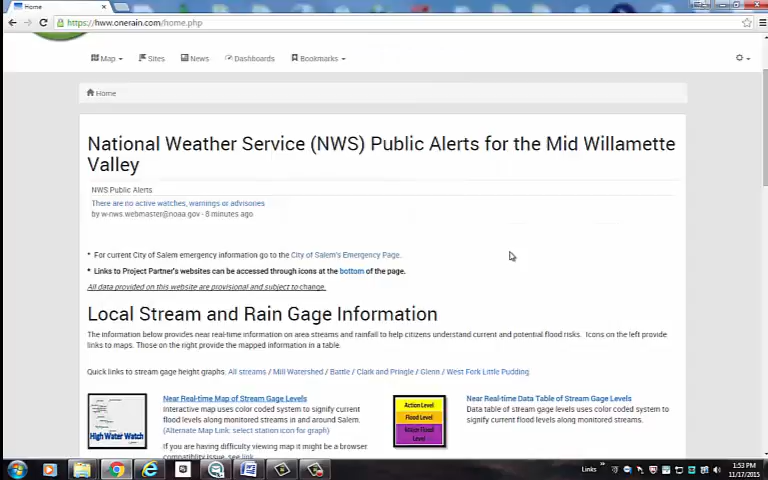 Home
https://hww.onerain.com/home.php
Map
Sites
News
Dashboards
Bookmarks
Home
National Weather Service (NWS) Public Alerts for the Mid Willamette
Valley
NWS Public Alerts
There are no active watches, warnings or advisories
by w-nws.webmaster@noaa.gov - 8 minutes ago
* For current City of Salem emergency information go to the City of Salem's Emergency Page.
* Links to Project Partner's websites can be accessed through icons at the bottom of the page.
All data provided on this website are provisional and subject to change.
Local Stream and Rain Gage Information
The information below provides near real-time information on area streams and rainfall to help citizens understand current and potential flood risks. Icons on the left provide
links to maps. Those on the right provide the mapped information in a table.
Quick links to stream gage height graphs: All streams / Mill Watershed / Battle / Clark and Pringle / Glenn / West Fork Little Pudding
High Water Watch
Near Real-time Map of Stream Gage Levels
Interactive map uses color coded system to signify current
flood levels along monitored streams in and around Salem.
(Alternate Map Link: select station icon for graph)
If you are having difficulty viewing map it might be a browser
compatibility issue, see link.
Action Level
Flood Level
Major Flood
Level
Near Real-time Data Table of Stream Gage Levels
Data table of stream gage levels uses color coded system to
signify current flood levels along monitored streams.
Links
1:53 PM
11/17/2015